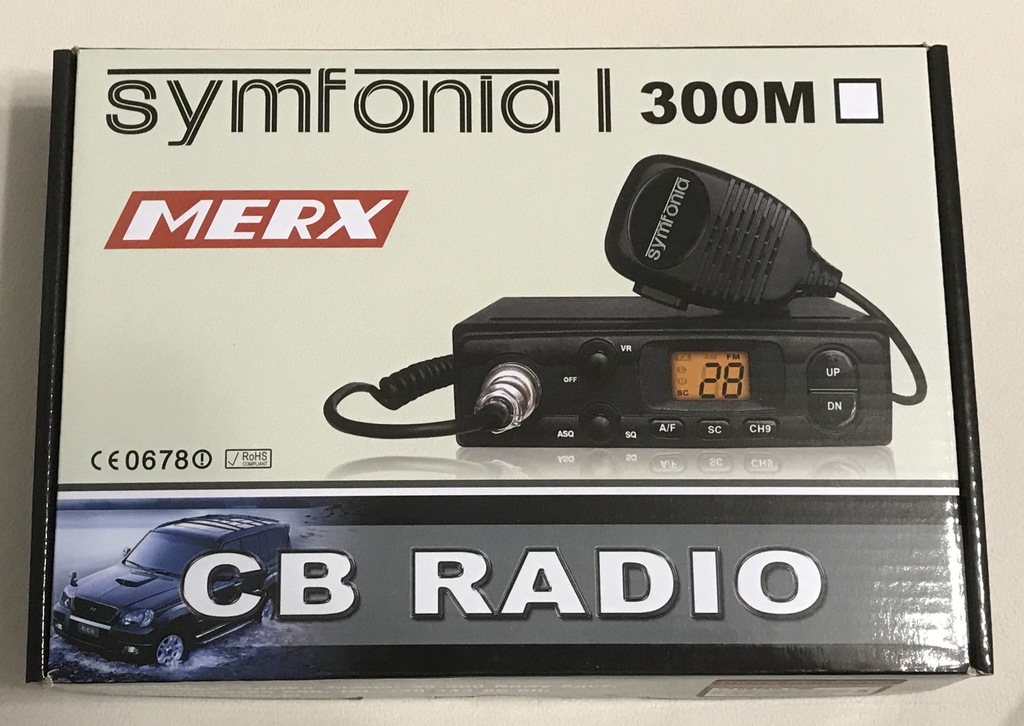 symfonia I 300M
MERX
symfonia
VR
OFF
FM
28
SC
UP
DN
ASQ
SQ
A/F
SC
CH9
CE0678
RoHS
COMPLIANT
CB RADIO